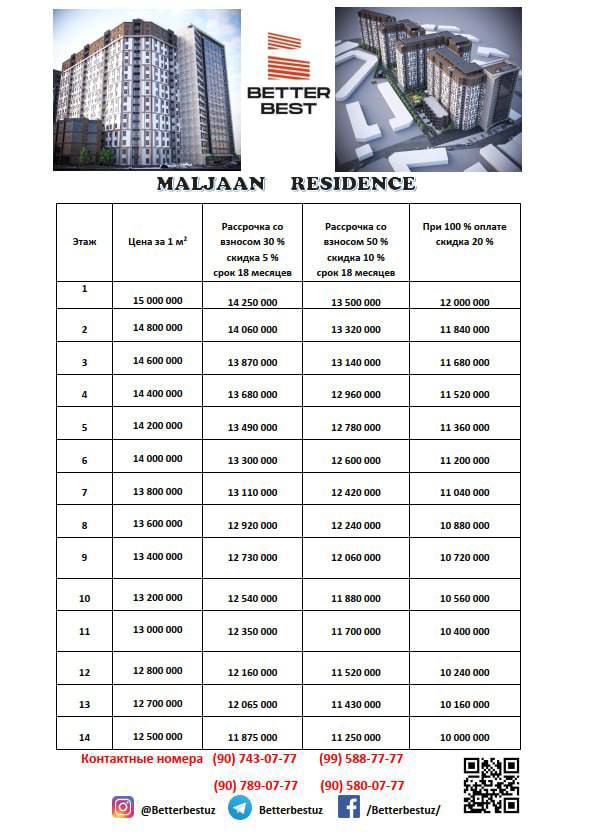 BETTER
BEST
MALJAAN RESIDENCE
Этаж
Цена за 1 м²
Рассрочка со
взносом 30 %
скидка 5 %
срок 18 месяцев
Рассрочка со
взносом 50 %
скидка 10 %
срок 18 месяцев
При 100 % оплате
скидка 20 %
1 15 000 000 14 250 000 13 500 000 12 000 000
2 14 800 000 14 060 000 13 320 000 11 840 000
3 14 600 000 13 870 000 13 140 000 11 680 000
4 14 400 000 13 680 000 12 960 000 11 520 000
5 14 200 000 13 490 000 12 780 000 11 360 000
6 14 000 000 13 300 000 12 600 000 11 200 000
7 13 800 000 13 110 000 12 420 000 11 040 000
8 13 600 000 12 920 000 12 240 000 10 880 000
9 13 400 000 12 730 000 12 060 000 10 720 000
10 13 200 000 12 540 000 11 880 000 10 560 000
11 13 000 000 12 350 000 11 700 000 10 400 000
12 12 800 000 12 160 000 11 520 000 10 240 000
13 12 700 000 12 065 000 11 430 000 10 160 000
14 12 500 000 11 875 000 11 250 000 10 000 000
Контактные номера (90) 743-07-77 (99) 588-77-77
(90) 789-07-77 (90) 580-07-77
@Betterbestuz Betterbestuz /Betterbestuz/